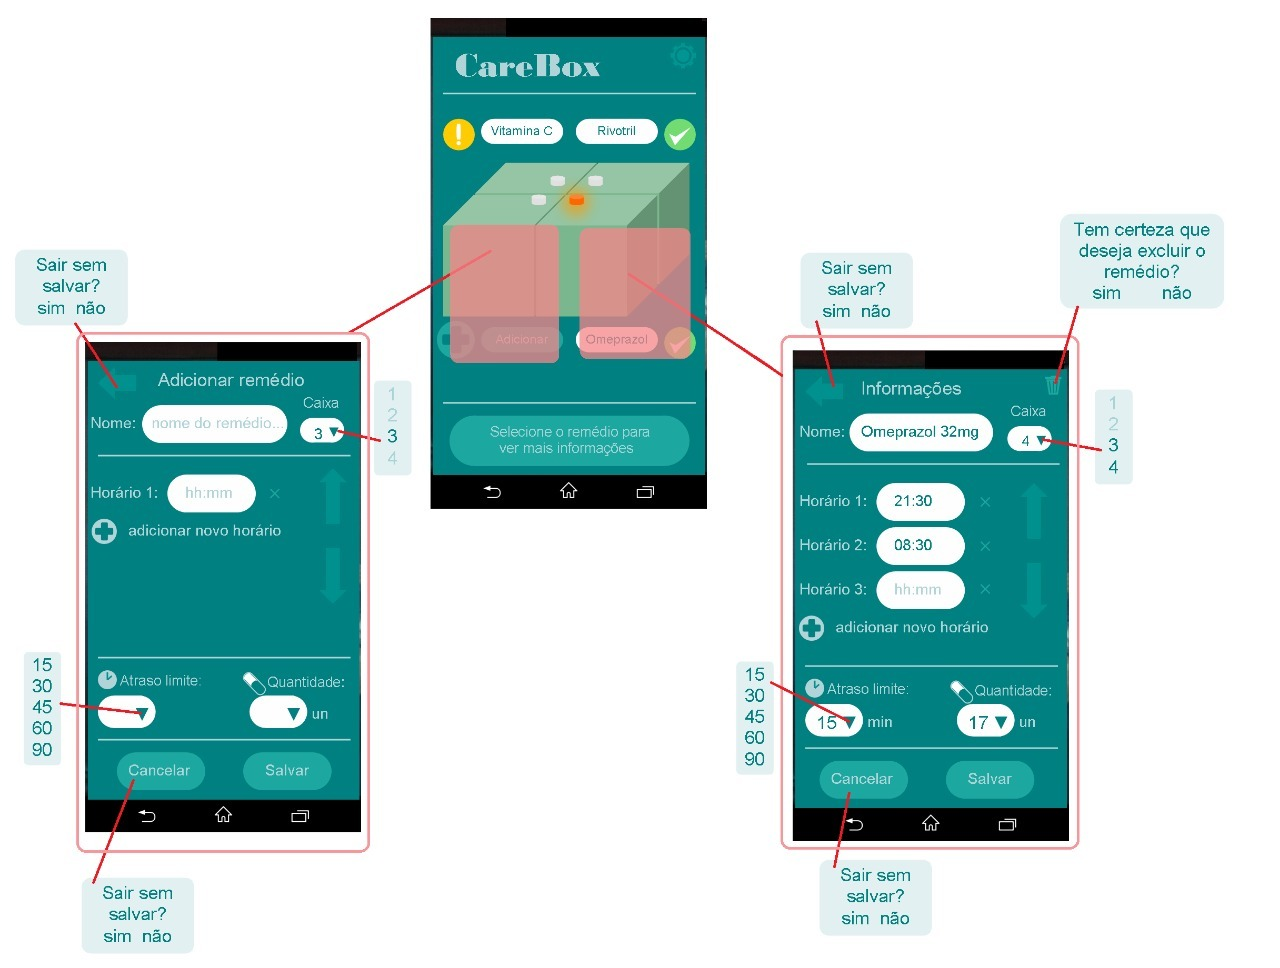 CareBox
Vitamina C
Rivotril
Adicionar
Omeprazol
Selecione o remédio para
ver mais informações
Sair sem
salvar?
sim não
Adicionar remédio
Caixa
Nome:
nome do remédio...
3
1
2
3
4
Horário 1:
hh:mm
×
adicionar novo horário
15
30
45
60
90
Atraso limite:
Quantidade:
un
Cancelar
Salvar
Sair sem
salvar?
sim não
Sair sem
salvar?
sim não
Tem certeza que
deseja excluir o
remédio?
sim não
Informações
Caixa
Nome:
Omeprazol 32mg
4
1
2
3
4
Horário 1:
21:30
×
Horário 2:
08:30
×
Horário 3:
hh:mm
×
adicionar novo horário
15
30
45
60
90
Atraso limite:
Quantidade:
15
min
17
un
Cancelar
Salvar
Sair sem
salvar?
sim não